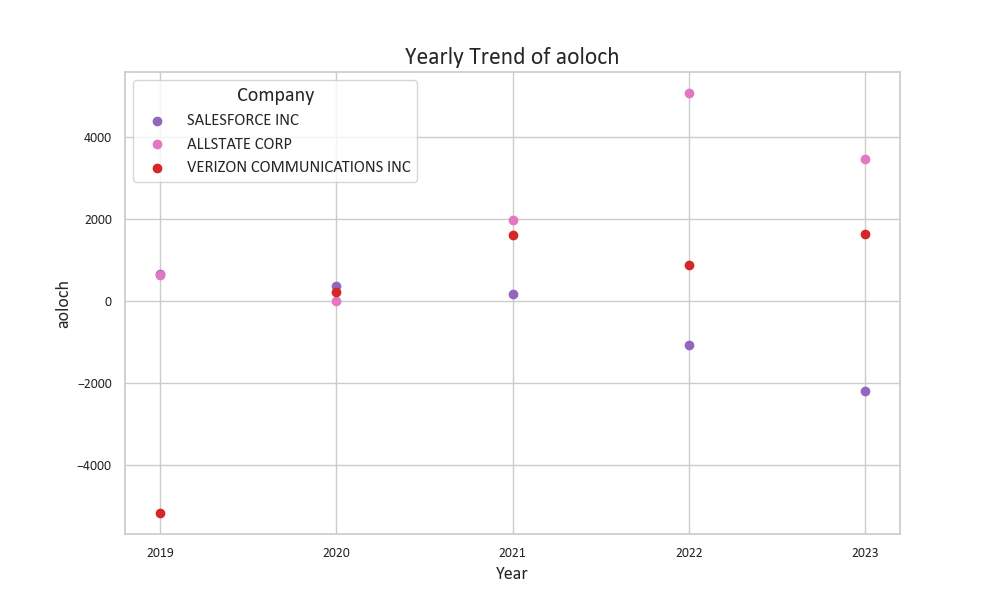 Yearly Trend of aoloch
Company
SALESFORCE INC
ALLSTATE CORP
VERIZON COMMUNICATIONS INC
4000
2000
0
−2000
−4000
aoloch
2019 2020 2021 2022 2023
Year